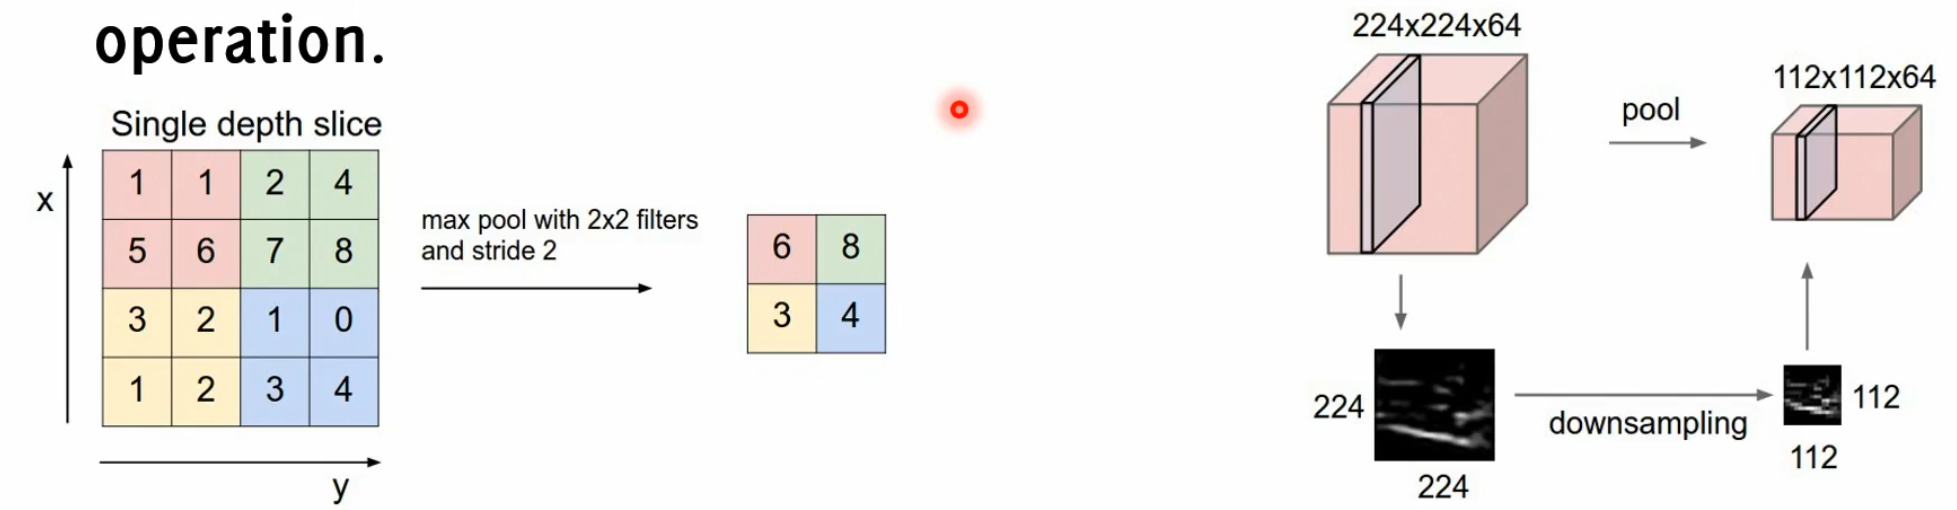 operation.
Single depth slice
x
1 1 2 4
5 6 7 8
3 2 1 0
1 2 3 4
y
max pool with 2x2 filters
and stride 2
6 8
3 4
224x224x64
pool
112x112x64
224
224
downsampling
112
112